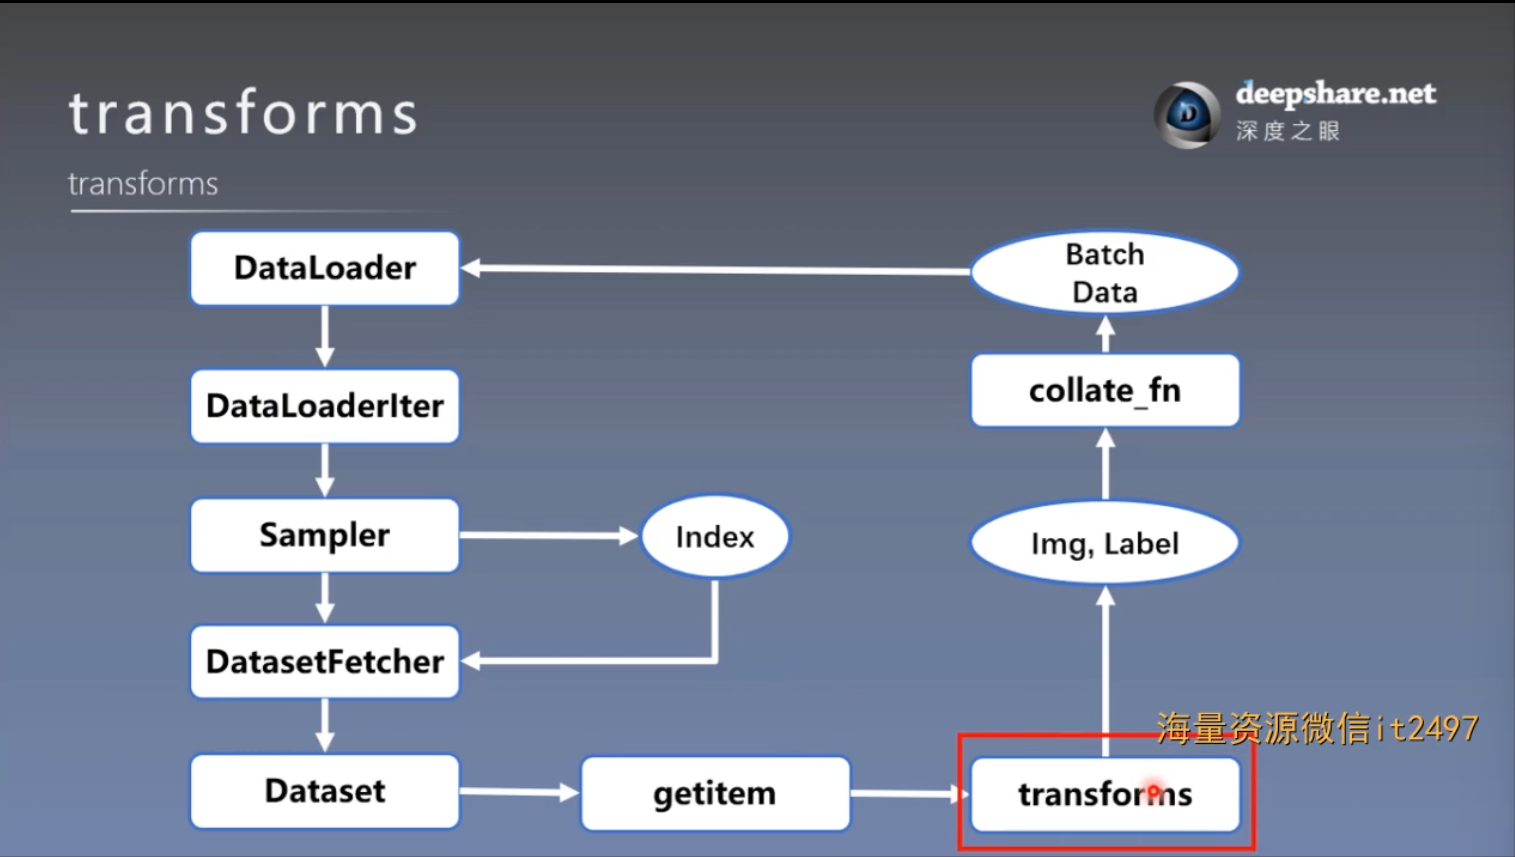 transforms
transforms
deepshare.net
深度之眼
DataLoader
DataLoaderIter
Sampler
Index
DatasetFetcher
Dataset
getitem
transforms
Img, Label
collate_fn
Batch
Data
海量资源微信it2497